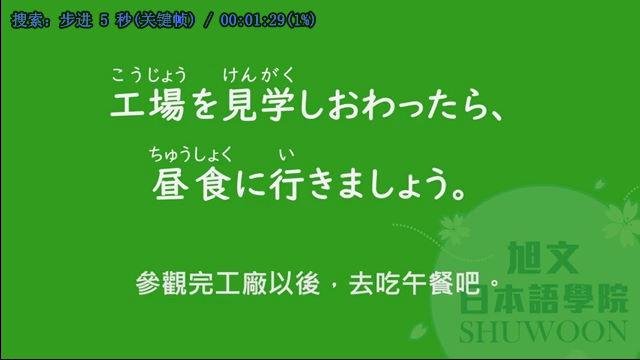 搜索: 步进 5 秒(关键帧) / 00:01:29(1%)
こうじょう けんがく
工場を見学しおわったら、
ちゅうしょく い
昼食に行きましょう。
參觀完工廠以後，去吃午餐吧。
旭文
日本語學院
SHUWOON